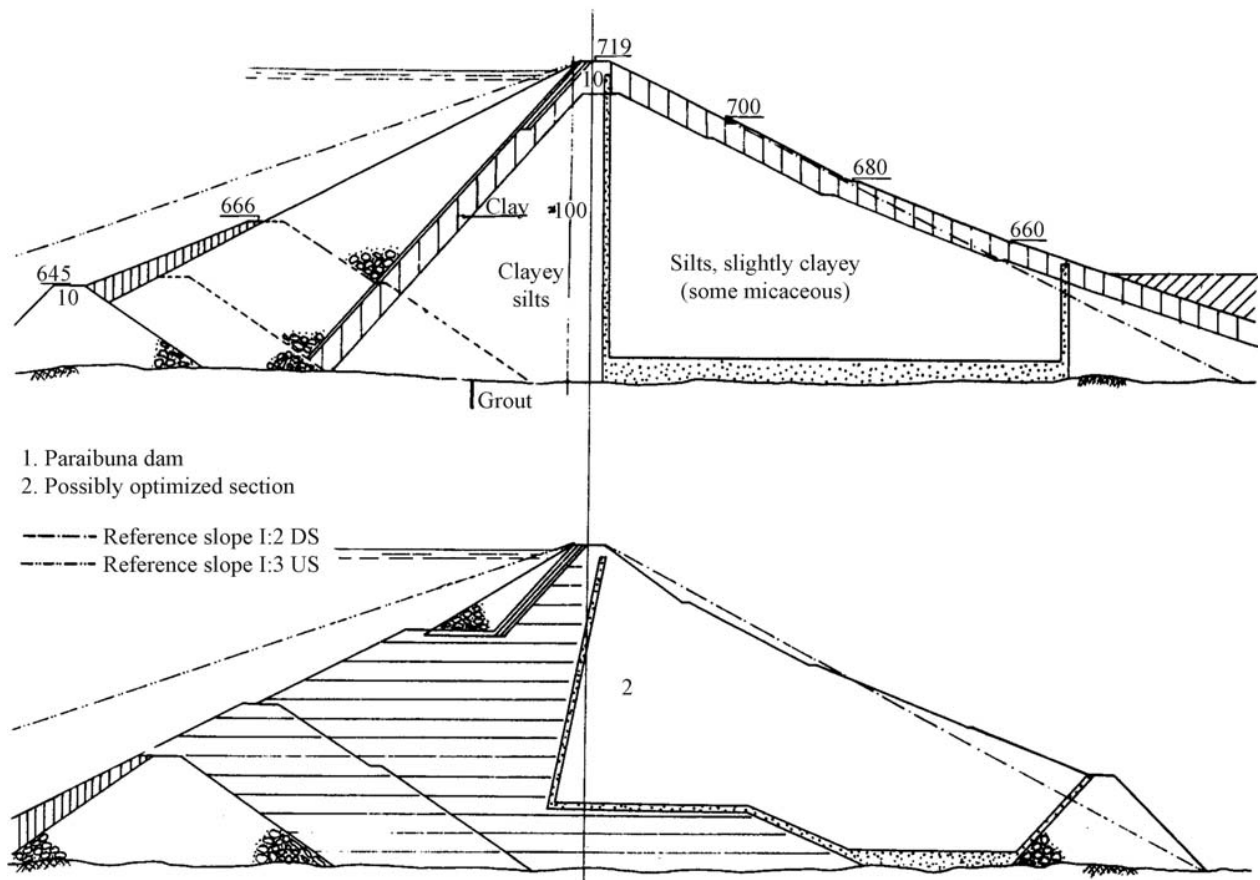 719
10
700
666
680
Clay
100
645
10
660
Clayey
silts
Silts, slightly clayey
(some micaceous)
Grout
1. Paraibuna dam
2. Possibly optimized section
Reference slope I:2 DS
Reference slope I:3 US
2